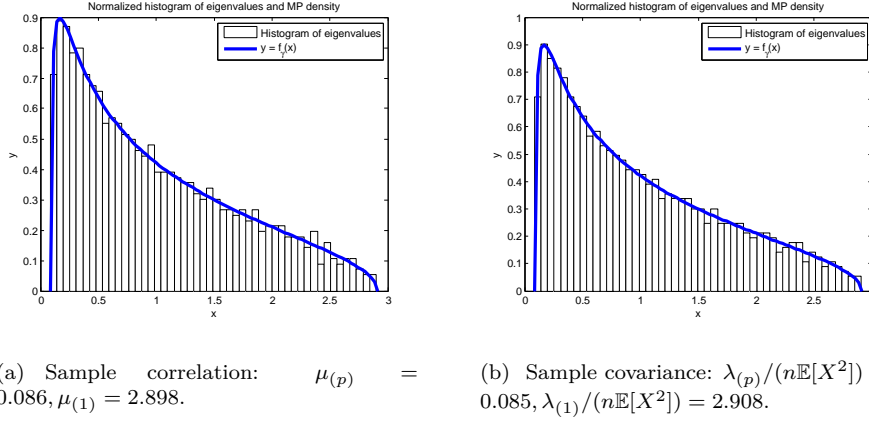 Normalized histogram of eigenvalues and MP density
Histogram of eigenvalues
y = f_γ(x)
0.9
0.8
0.7
0.6
0.5
0.4
0.3
0.2
0.1
0
y
0 0.5 1 1.5 2 2.5 3
x
(a) Sample correlation: μ_(p) =
0.086, μ_(1) = 2.898.
Normalized histogram of eigenvalues and MP density
Histogram of eigenvalues
y = f_γ(x)
1
0.9
0.8
0.7
0.6
0.5
0.4
0.3
0.2
0.1
0
y
0 0.5 1 1.5 2 2.5
x
(b) Sample covariance: λ_(p)/(n𝔼[X²])
0.085, λ_(1)/(n𝔼[X²]) = 2.908.